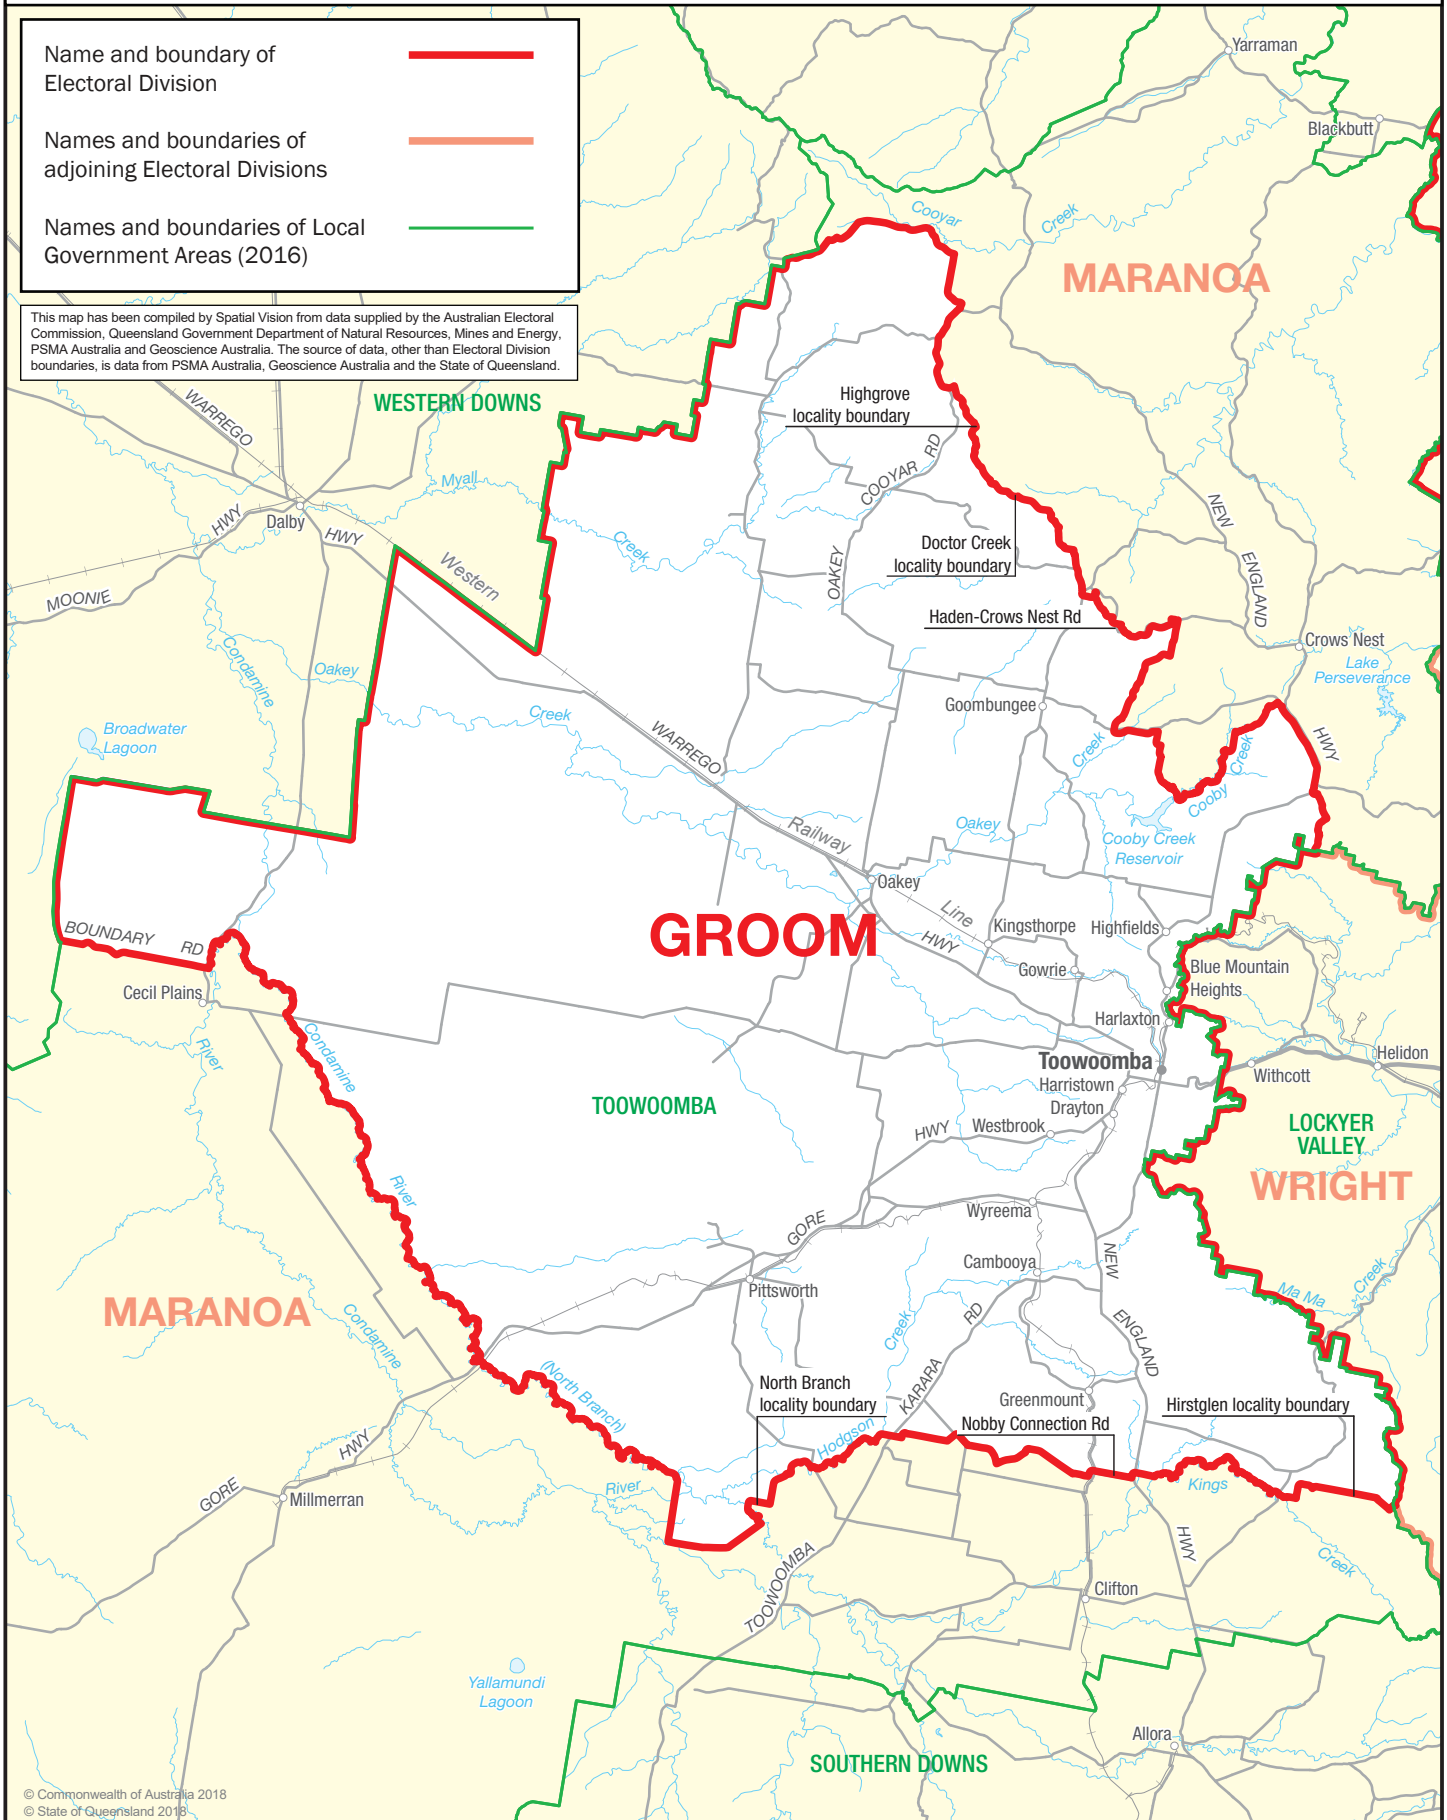 Name and boundary of
Electoral Division
Names and boundaries of
adjoining Electoral Divisions
Names and boundaries of Local
Government Areas (2016)
This map has been compiled by Spatial Vision from data supplied by the Australian Electoral
Commission, Queensland Government Department of Natural Resources, Mines and Energy,
PSMA Australia and Geoscience Australia. The source of data, other than Electoral Division
boundaries, is data from PSMA Australia, Geoscience Australia and the State of Queensland.
Yarraman
Blackbutt
Cooyar
Creek
MARANOA
WARREGO
WESTERN DOWNS
Highgrove
locality boundary
COOYAR RD
Myall
Creek
HWY
Dalby
HWY
Western
NEW
ENGLAND
Doctor Creek
locality boundary
OAKEY
MOONIE
Haden-Crows Nest Rd
Crows Nest
Condamine
Oakey
Lake
Perseverance
Goombungee
Creek
Broadwater
Lagoon
WARREGO
Creek
Creek
HWY
Cooby
Railway
Oakey
Cooby Creek
Reservoir
Oakey
Line
GROOM
HWY
Kingsthorpe
Highfields
BOUNDARY RD
Gowrie
Blue Mountain
Heights
Cecil Plains
Harlaxton
River
Condamine
Toowoomba
Helidon
Withcott
Harristown
TOOWOOMBA
Drayton
HWY
Westbrook
LOCKYER
VALLEY
WRIGHT
River
Wyreema
GORE
NEW
Cambooya
Creek
Ma Ma
Pittsworth
MARANOA
Condamine
Creek
RD
ENGLAND
(North Branch)
North Branch
locality boundary
KARARA
Greenmount
Hirstglen locality boundary
Nobby Connection Rd
Hodgson
HWY
GORE
River
Kings
Millmerran
HWY
TOOWOOMBA
Creek
Clifton
Yallamundi
Lagoon
Allora
SOUTHERN DOWNS
© Commonwealth of Australia 2018
© State of Queensland 2018